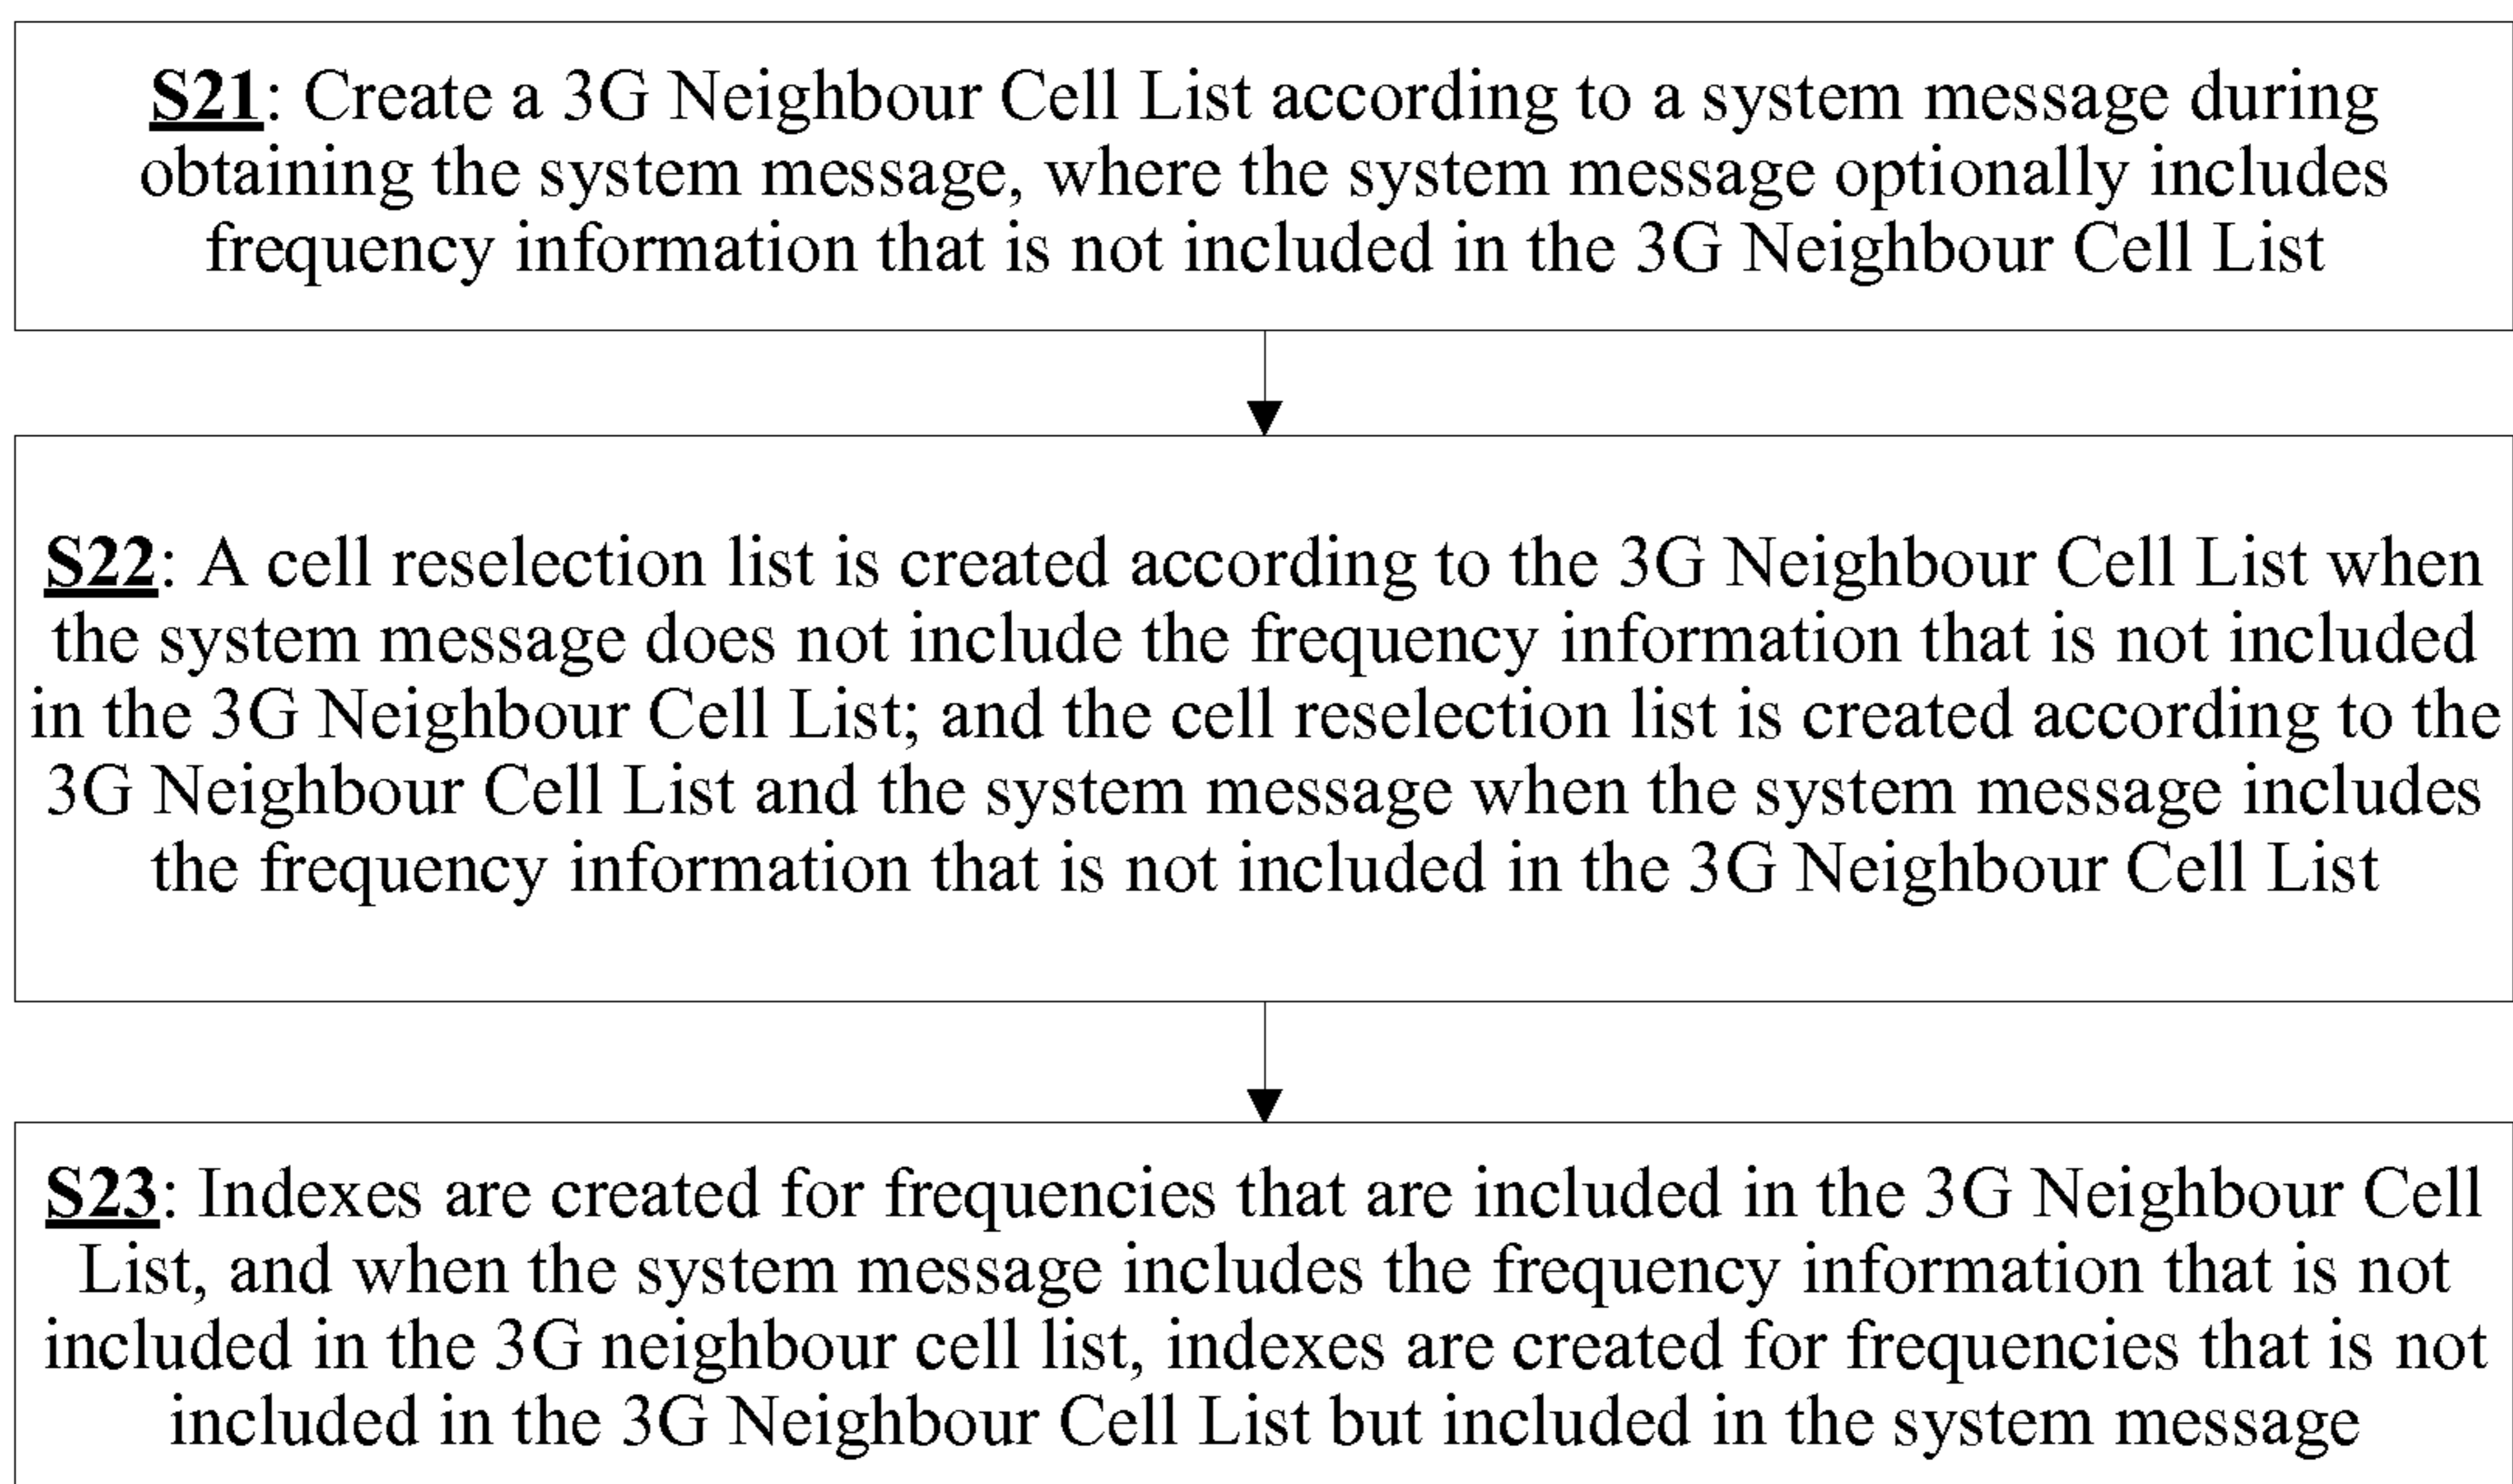 S21: Create a 3G Neighbour Cell List according to a system message during
obtaining the system message, where the system message optionally includes
frequency information that is not included in the 3G Neighbour Cell List
S22: A cell reselection list is created according to the 3G Neighbour Cell List when
the system message does not include the frequency information that is not included
in the 3G Neighbour Cell List; and the cell reselection list is created according to the
3G Neighbour Cell List and the system message when the system message includes
the frequency information that is not included in the 3G Neighbour Cell List
S23: Indexes are created for frequencies that are included in the 3G Neighbour Cell
List, and when the system message includes the frequency information that is not
included in the 3G neighbour cell list, indexes are created for frequencies that is not
included in the 3G Neighbour Cell List but included in the system message